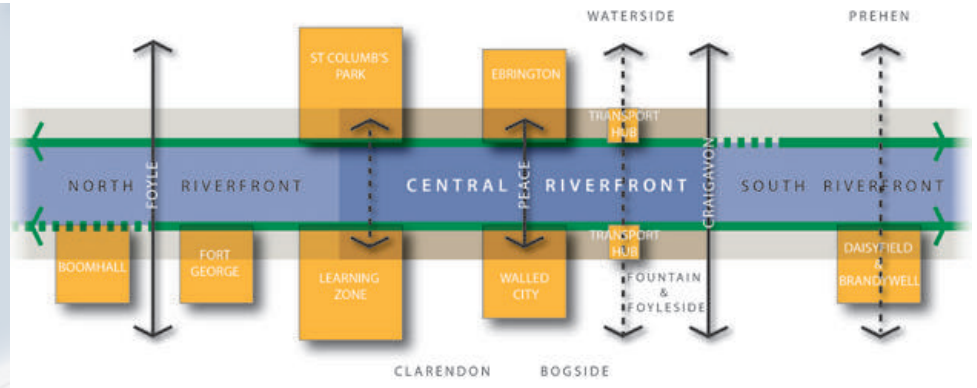 WATERSIDE
PREHEN
ST COLUMB'S
PARK
EBRINGTON
TRANSPORT
HUB
NORTH
FOYLE
RIVERFRONT
CENTRAL
PEACE
RIVERFRONT
CRAIGAVON
SOUTH RIVERFRONT
BOOMHALL
FORT
GEORGE
LEARNING
ZONE
WALLED
CITY
TRANSPORT
HUB
FOUNTAIN
&
FOYLESIDE
DAISYFIELD
&
BRANDYWELL
CLARENDON
BOGSIDE